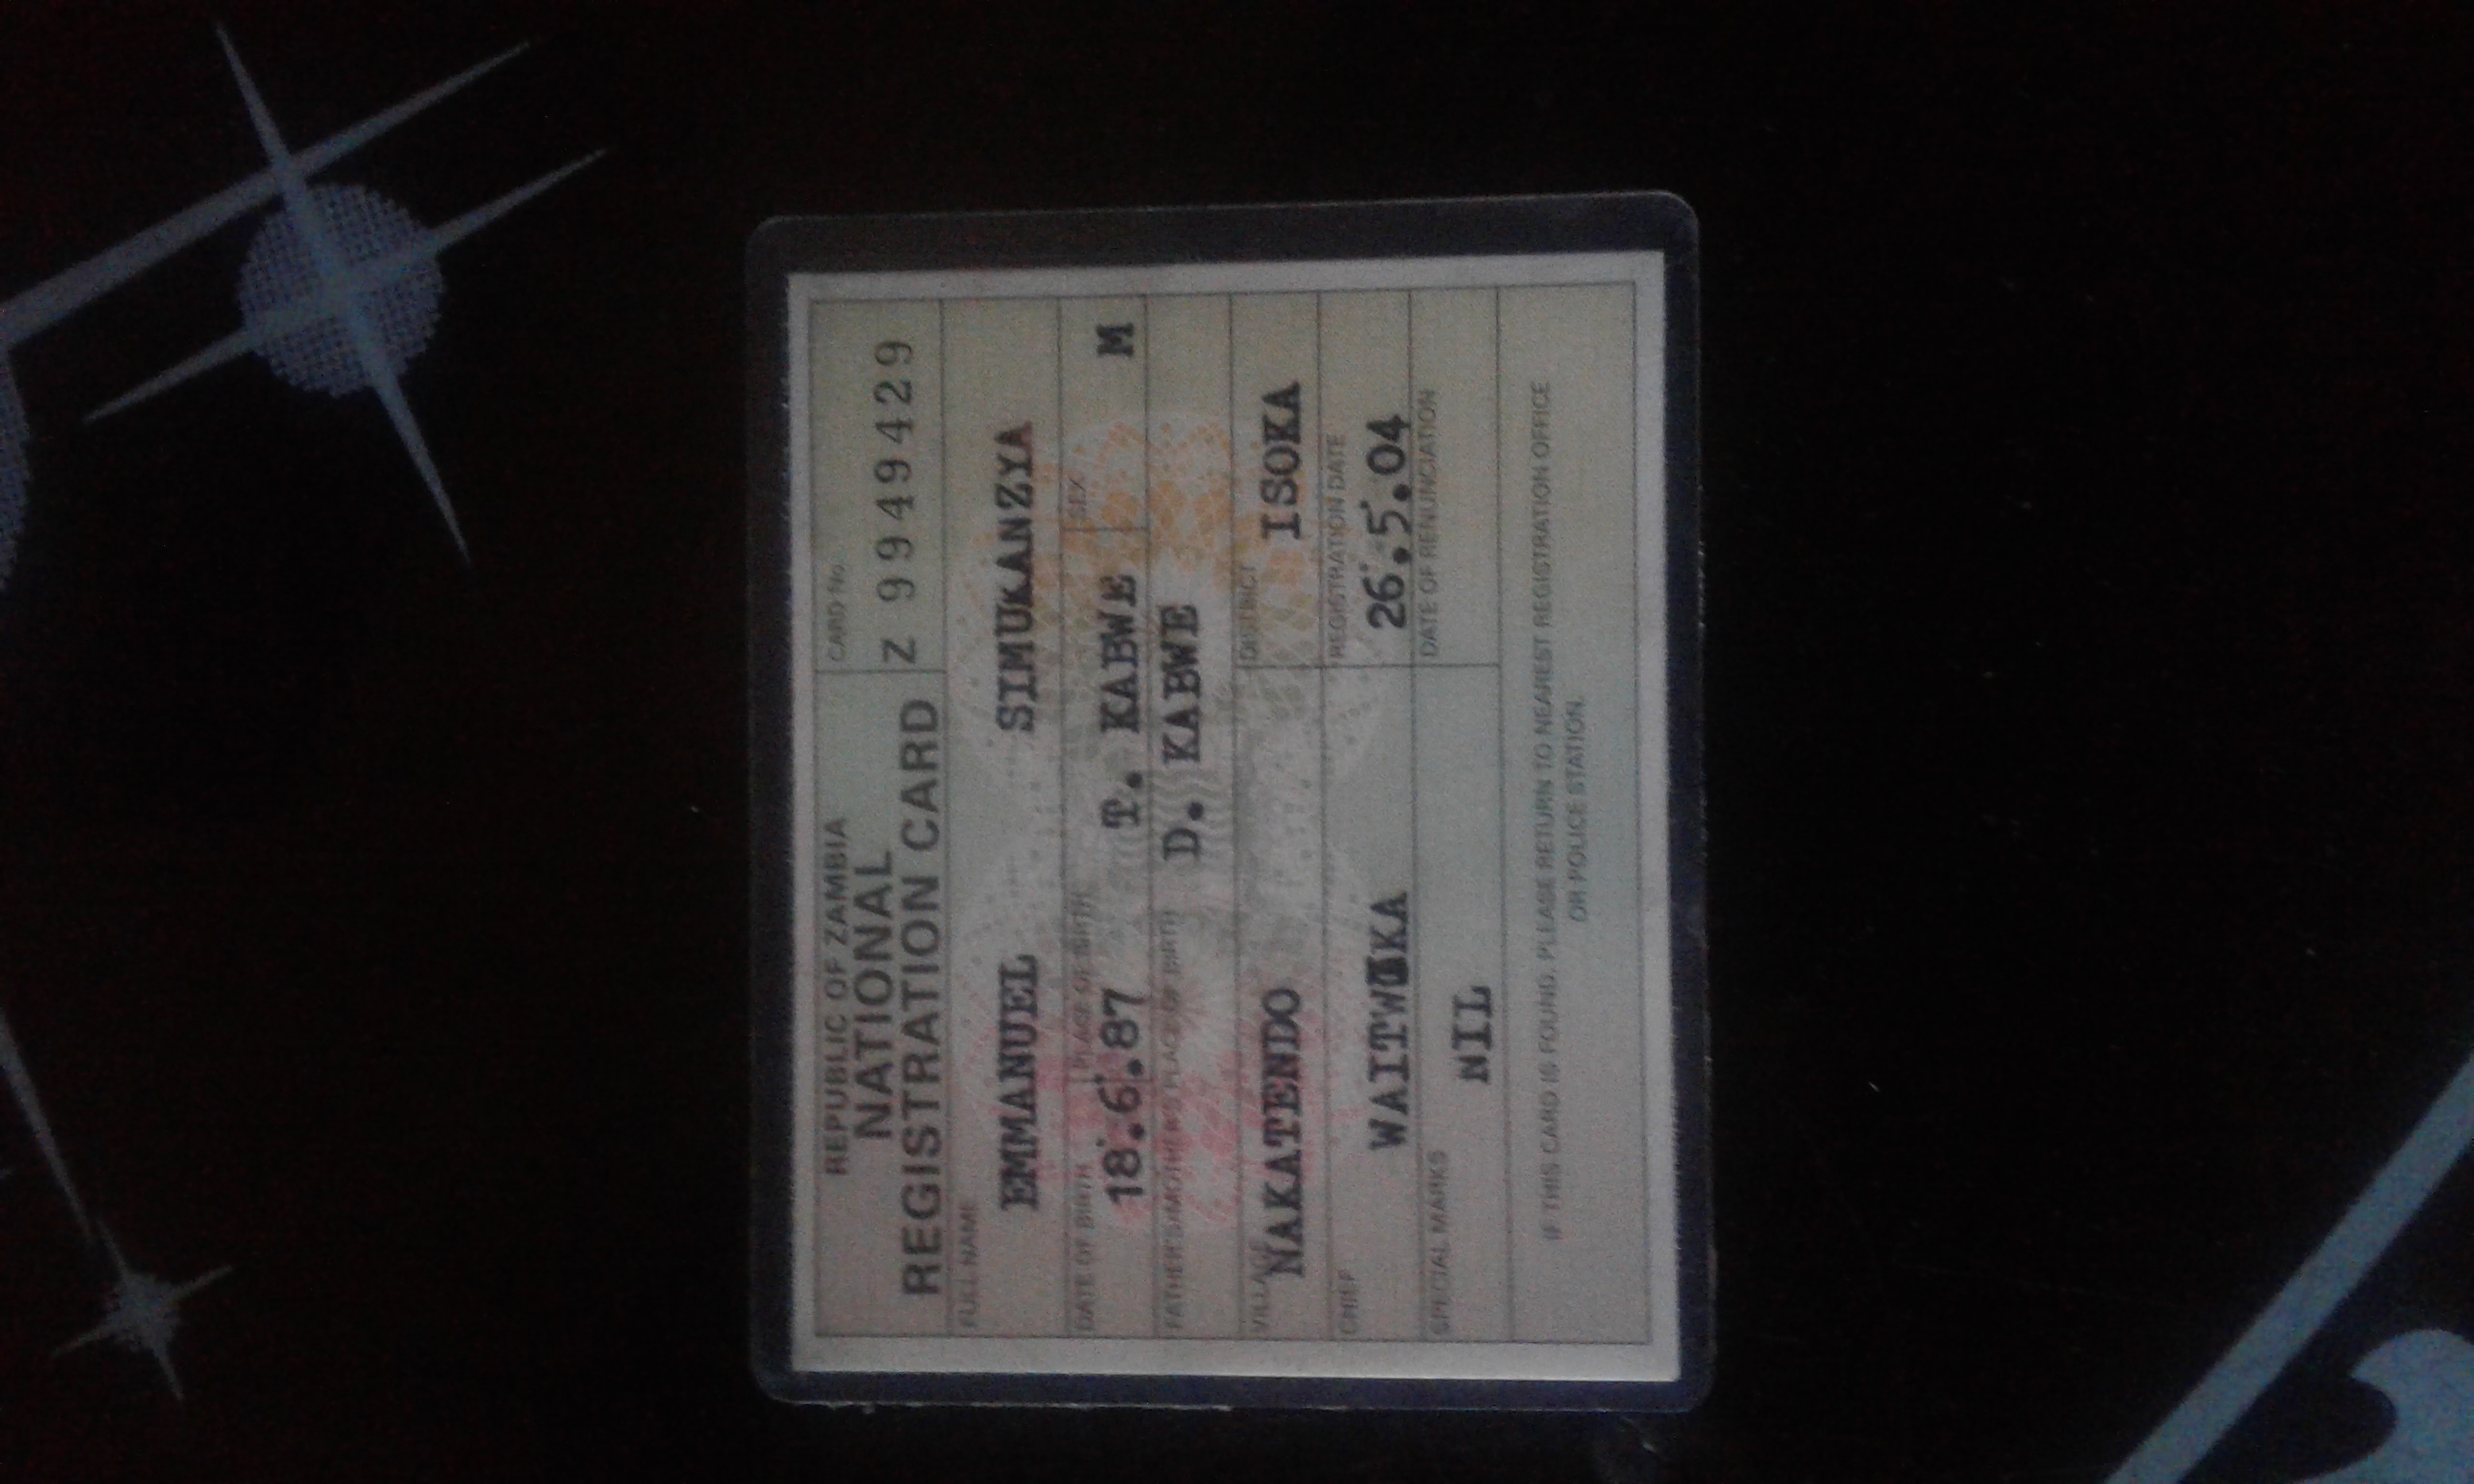 REPUBLIC OF ZAMBIA
NATIONAL
REGISTRATION CARD
CARD No.
Z 99949429
FULL NAME
EMMANUEL SIMUKANZYA
DATE OF BIRTH PLACE OF BIRTH SEX
18.6.87 T. KABWE M
FATHER'S/MOTHER'S PLACE OF BIRTH
D. KABWE
VILLAGE DISTRICT
NAKATENDO ISOKA
CHIEF REGISTRATION DATE
26.5.04
SPECIAL MARKS DATE OF RENUNCIATION
NIL
IF THIS CARD IS FOUND, PLEASE RETURN TO NEAREST REGISTRATION OFFICE
OR POLICE STATION.